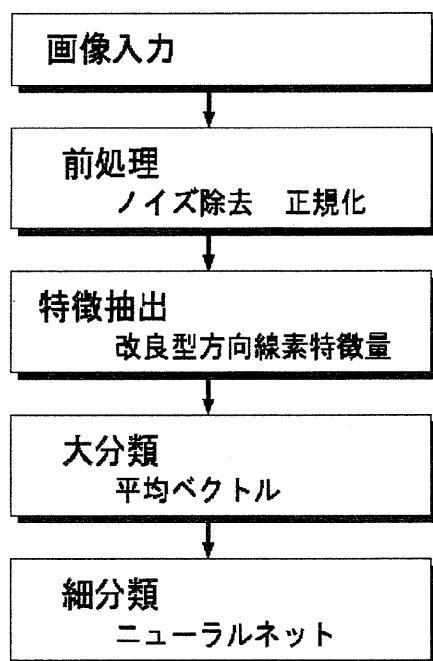 画像入力
前処理
ノイズ除去　正規化
特徴抽出
改良型方向線素特徴量
大分類
平均ベクトル
細分類
ニューラルネット